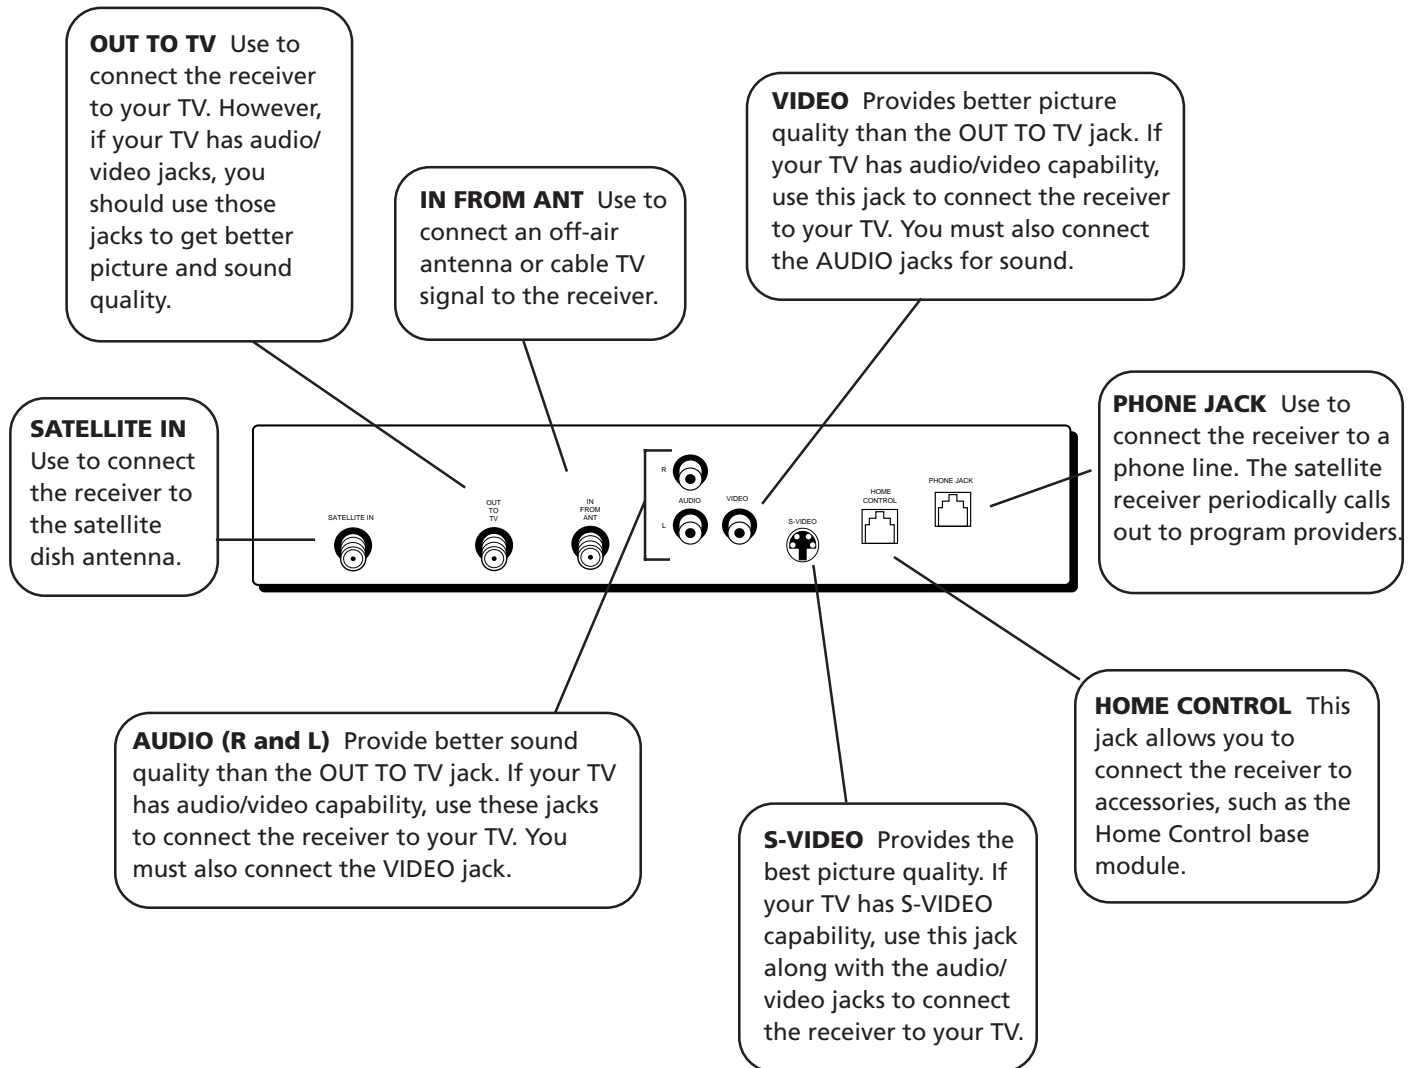 OUT TO TV Use to
connect the receiver
to your TV. However,
if your TV has audio/
video jacks, you
should use those
jacks to get better
picture and sound
quality.
IN FROM ANT Use to
connect an off-air
antenna or cable TV
signal to the receiver.
VIDEO Provides better picture
quality than the OUT TO TV jack. If
your TV has audio/video capability,
use this jack to connect the receiver
to your TV. You must also connect
the AUDIO jacks for sound.
SATELLITE IN
Use to connect
the receiver to
the satellite
dish antenna.
PHONE JACK Use to
connect the receiver to a
phone line. The satellite
receiver periodically calls
out to program providers.
SATELLITE IN
OUT
TO
TV
IN
FROM
ANT
R
AUDIO
L
VIDEO
S-VIDEO
HOME
CONTROL
PHONE JACK
AUDIO (R and L) Provide better sound
quality than the OUT TO TV jack. If your TV
has audio/video capability, use these jacks
to connect the receiver to your TV. You
must also connect the VIDEO jack.
S-VIDEO Provides the
best picture quality. If
your TV has S-VIDEO
capability, use this jack
along with the audio/
video jacks to connect
the receiver to your TV.
HOME CONTROL This
jack allows you to
connect the receiver to
accessories, such as the
Home Control base
module.